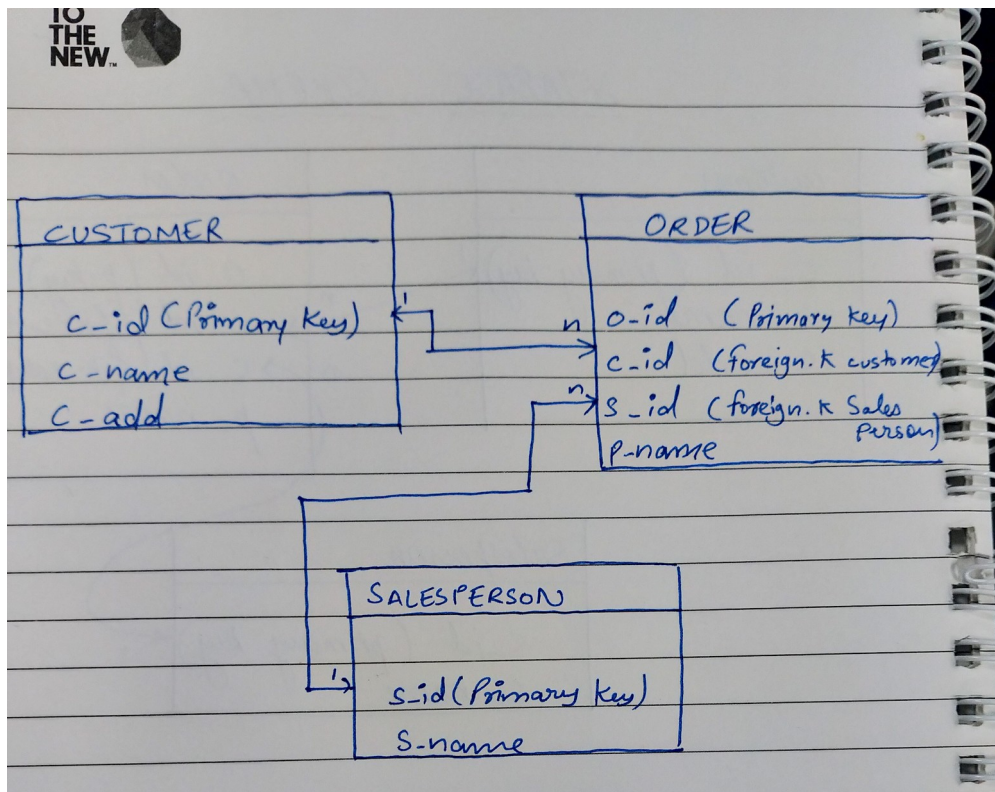 TO
THE
NEW™
CUSTOMER
C-id (Primary Key)
C-name
C-add
1
n
ORDER
O-id (Primary key)
C-id (foreign.k customer)
n
S-id (foreign.k Sales
Person)
P-name
SALESPERSON
1
S-id (Primary Key)
S-name